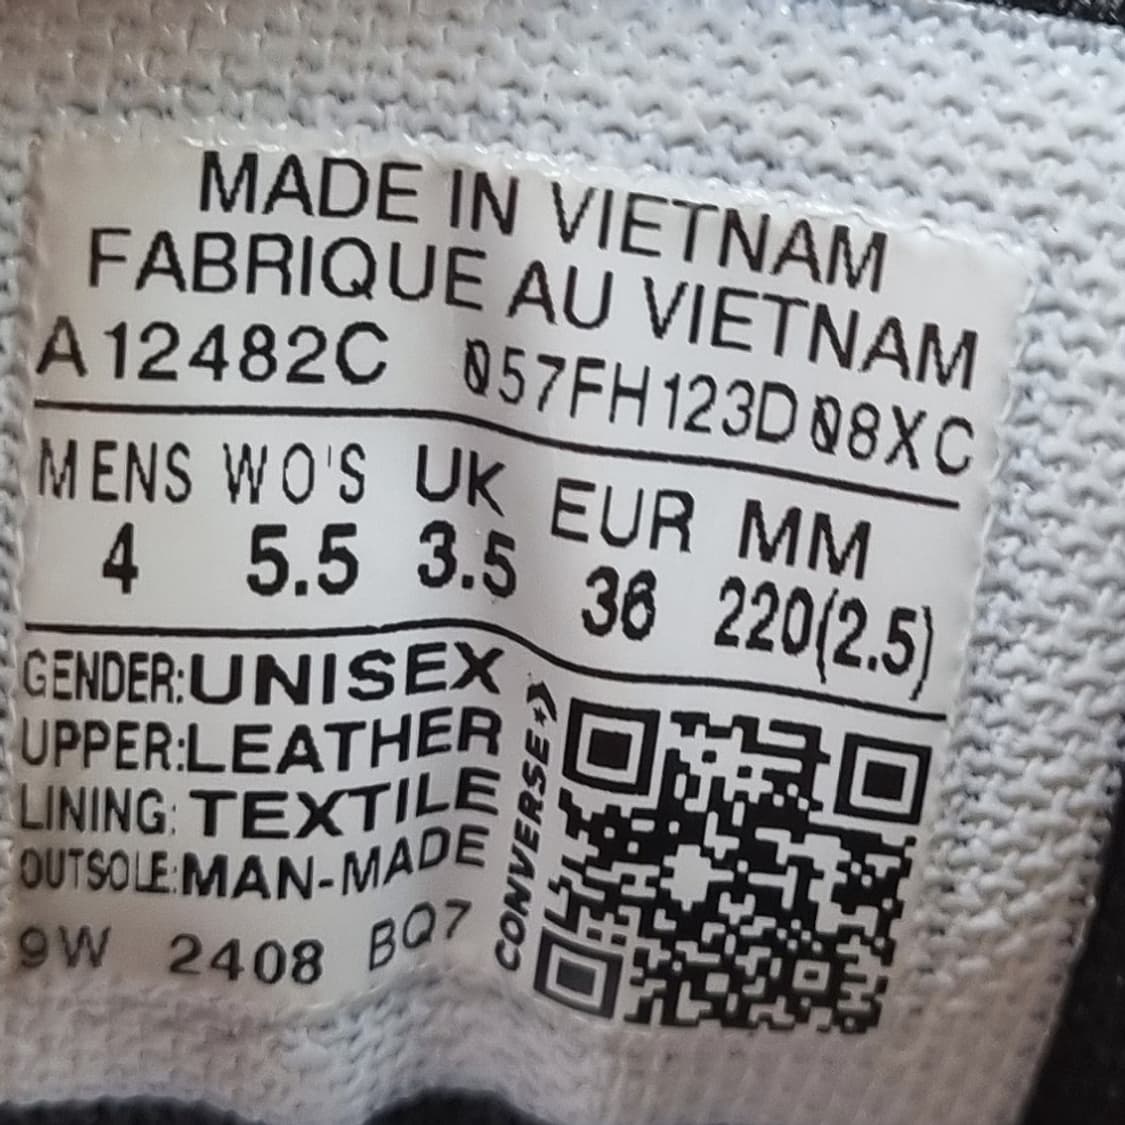 MADE IN VIETNAM
FABRIQUE AU VIETNAM
A12482C 057FH123D08XC
MENS WO'S UK EUR MM
4 5.5 3.5 36 220(2.5)
GENDER:UNISEX
UPPER:LEATHER
LINING: TEXTILE
OUTSOLE:MAN-MADE
9W 2408 BQ7
CONVERSE